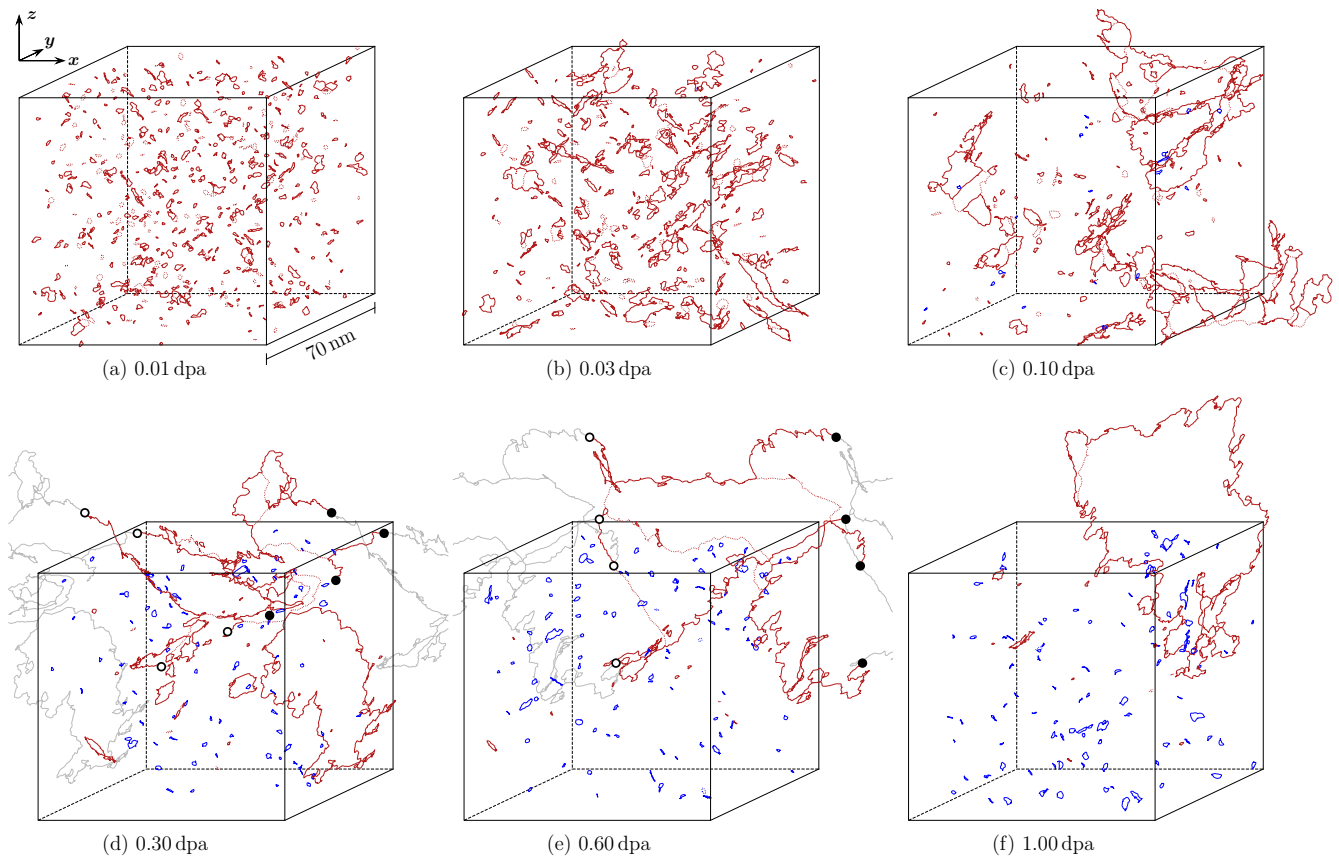 z
y
x
70 nm
(a) 0.01 dpa
(b) 0.03 dpa
(c) 0.10 dpa
(d) 0.30 dpa
(e) 0.60 dpa
(f) 1.00 dpa